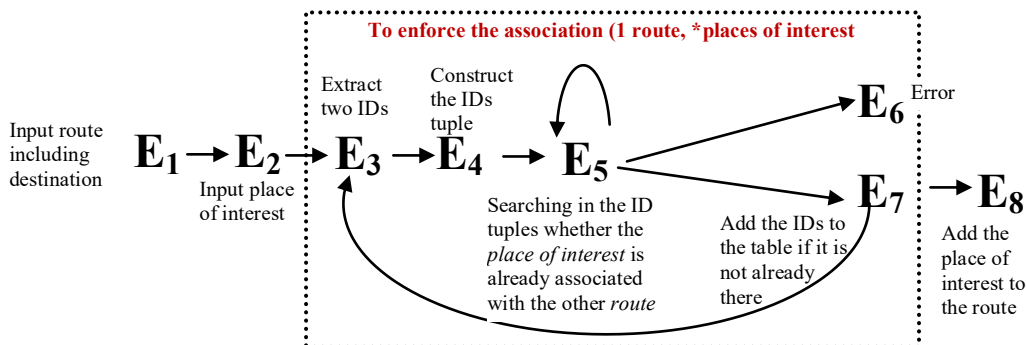 To enforce the association (1 route, *places of interest
Extract
two IDs
Construct
the IDs
tuple
E6 Error
Input route
including
destination
E1
E2
E3
E4
E5
E7
E8
Input place
of interest
Searching in the ID
tuples whether the
place of interest is
already associated
with the other route
Add the IDs to
the table if it is
not already
there
Add the
place of
interest to
the route